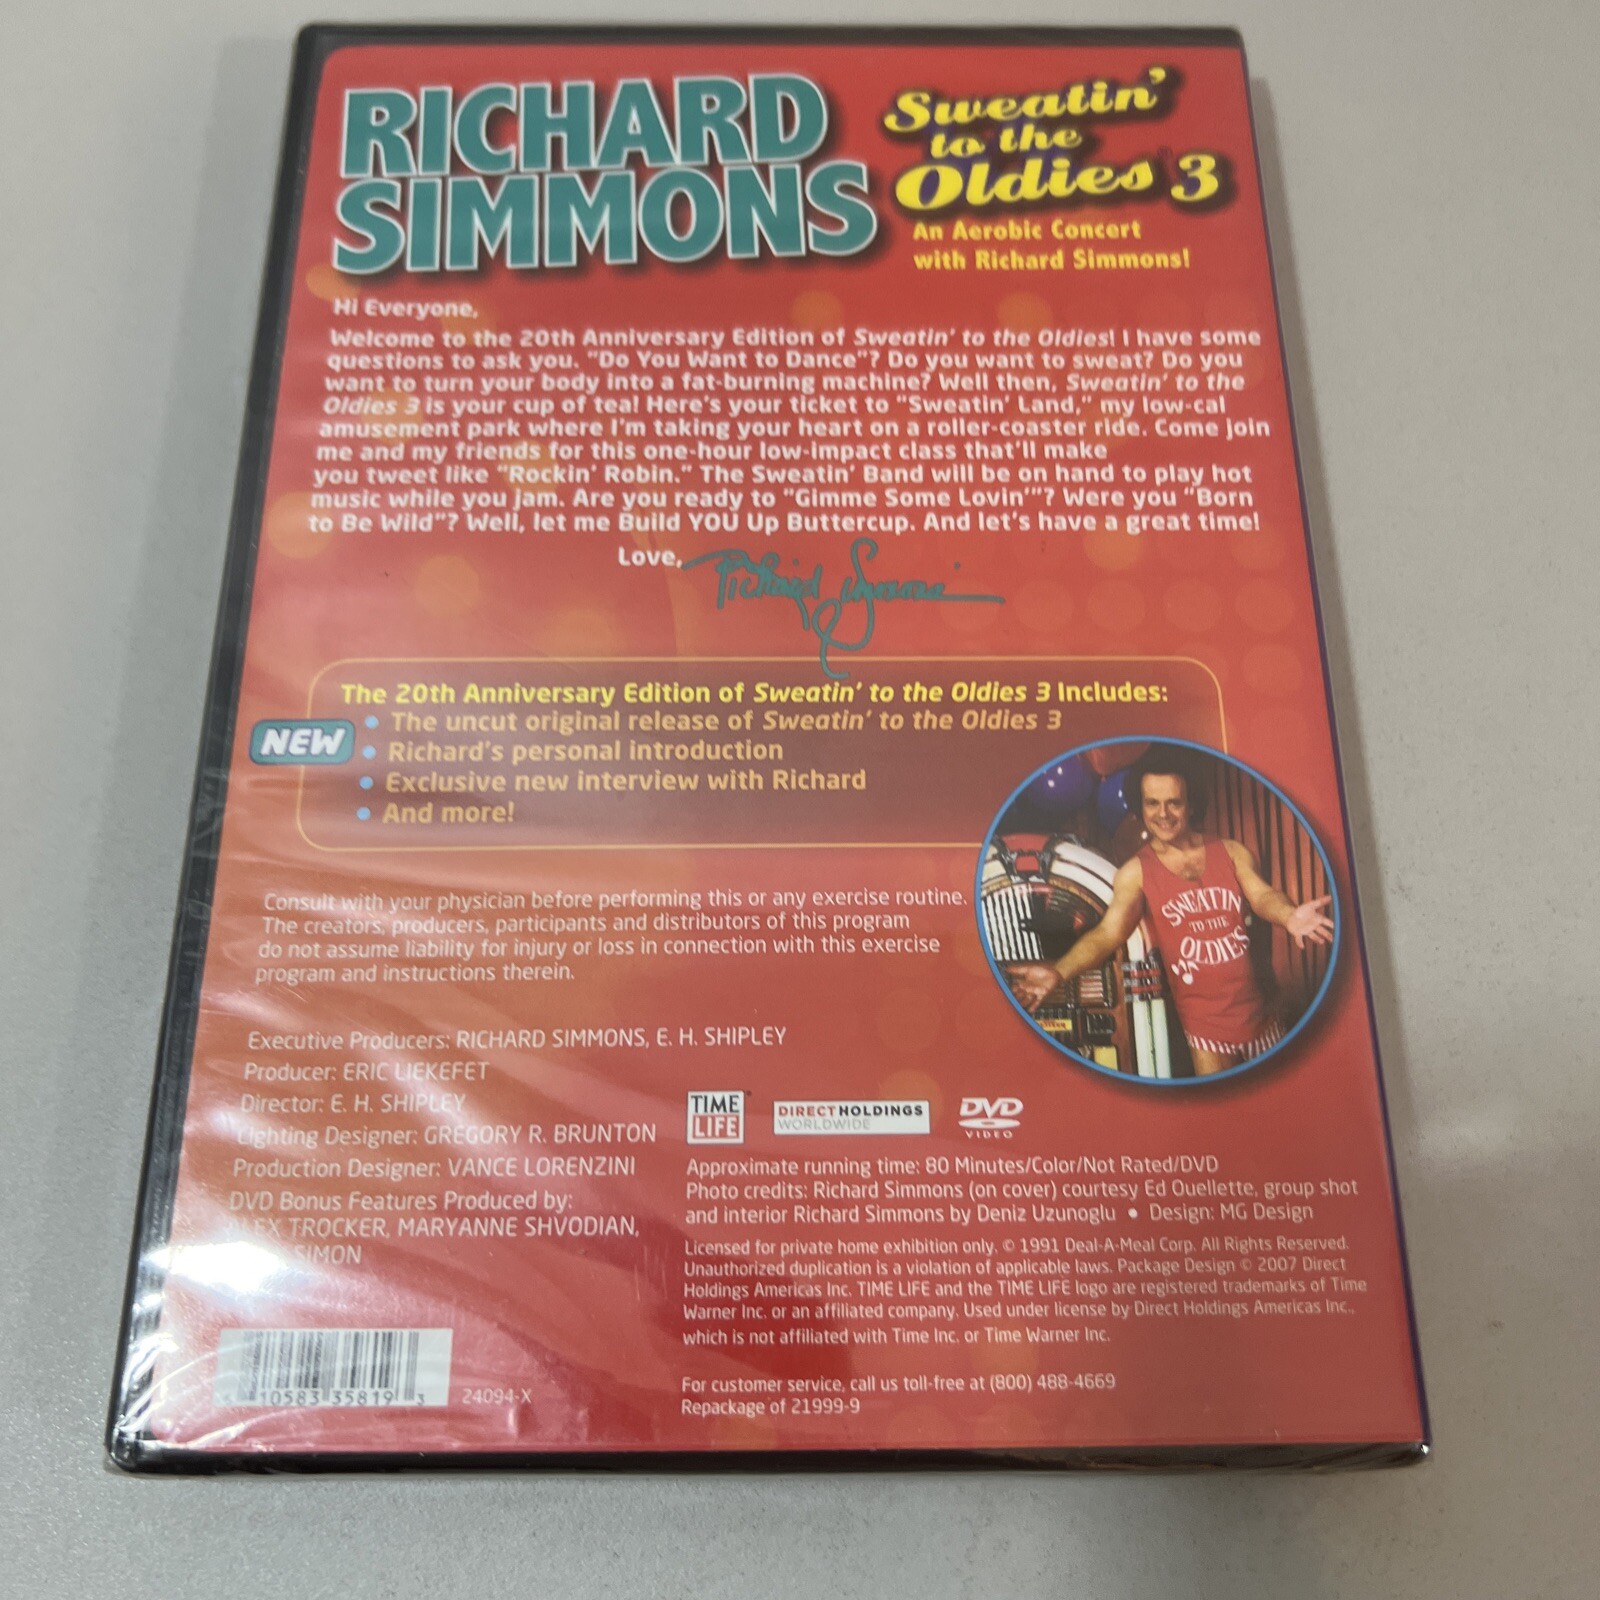 RICHARD
SIMMONS
Sweatin'
to the
Oldies 3
An Aerobic Concert
with Richard Simmons!
Hi Everyone,
Welcome to the 20th Anniversary Edition of Sweatin' to the Oldies! I have some
questions to ask you. "Do You Want to Dance"? Do you want to sweat? Do you
want to turn your body into a fat-burning machine? Well then, Sweatin' to the
Oldies 3 is your cup of tea! Here's your ticket to "Sweatin' Land," my low-cal
amusement park where I'm taking your heart on a roller-coaster ride. Come join
me and my friends for this one-hour low-impact class that'll make
you tweet like "Rockin' Robin." The Sweatin' Band will be on hand to play hot
music while you jam. Are you ready to "Gimme Some Lovin'"? Were you "Born
to Be Wild"? Well, let me Build YOU Up Buttercup. And let's have a great time!
Love, Richard Simmons
The 20th Anniversary Edition of Sweatin' to the Oldies 3 Includes:
• The uncut original release of Sweatin' to the Oldies 3
NEW
• Richard's personal introduction
• Exclusive new interview with Richard
• And more!
SWEATIN'
TO THE
OLDIES
Consult with your physician before performing this or any exercise routine.
The creators, producers, participants and distributors of this program
do not assume liability for injury or loss in connection with this exercise
program and instructions therein.
Executive Producers: RICHARD SIMMONS, E. H. SHIPLEY
Producer: ERIC LIEKEFET
Director: E. H. SHIPLEY
Lighting Designer: GREGORY R. BRUNTON
Production Designer: VANCE LORENZINI
DVD Bonus Features Produced by:
ALEX TROCKER, MARYANNE SHVODIAN,
SIMON
TIME
LIFE
DIRECT HOLDINGS
WORLDWIDE
DVD
VIDEO
Approximate running time: 80 Minutes/Color/Not Rated/DVD
Photo credits: Richard Simmons (on cover) courtesy Ed Ouellette, group shot
and interior Richard Simmons by Deniz Uzunoglu • Design: MG Design
Licensed for private home exhibition only. © 1991 Deal-A-Meal Corp. All Rights Reserved.
Unauthorized duplication is a violation of applicable laws. Package Design © 2007 Direct
Holdings Americas Inc. TIME LIFE and the TIME LIFE logo are registered trademarks of Time
Warner Inc. or an affiliated company. Used under license by Direct Holdings Americas Inc.,
which is not affiliated with Time Inc. or Time Warner Inc.
For customer service, call us toll-free at (800) 488-4669
Repackage of 21999-9
10583 35819 3
24094-X